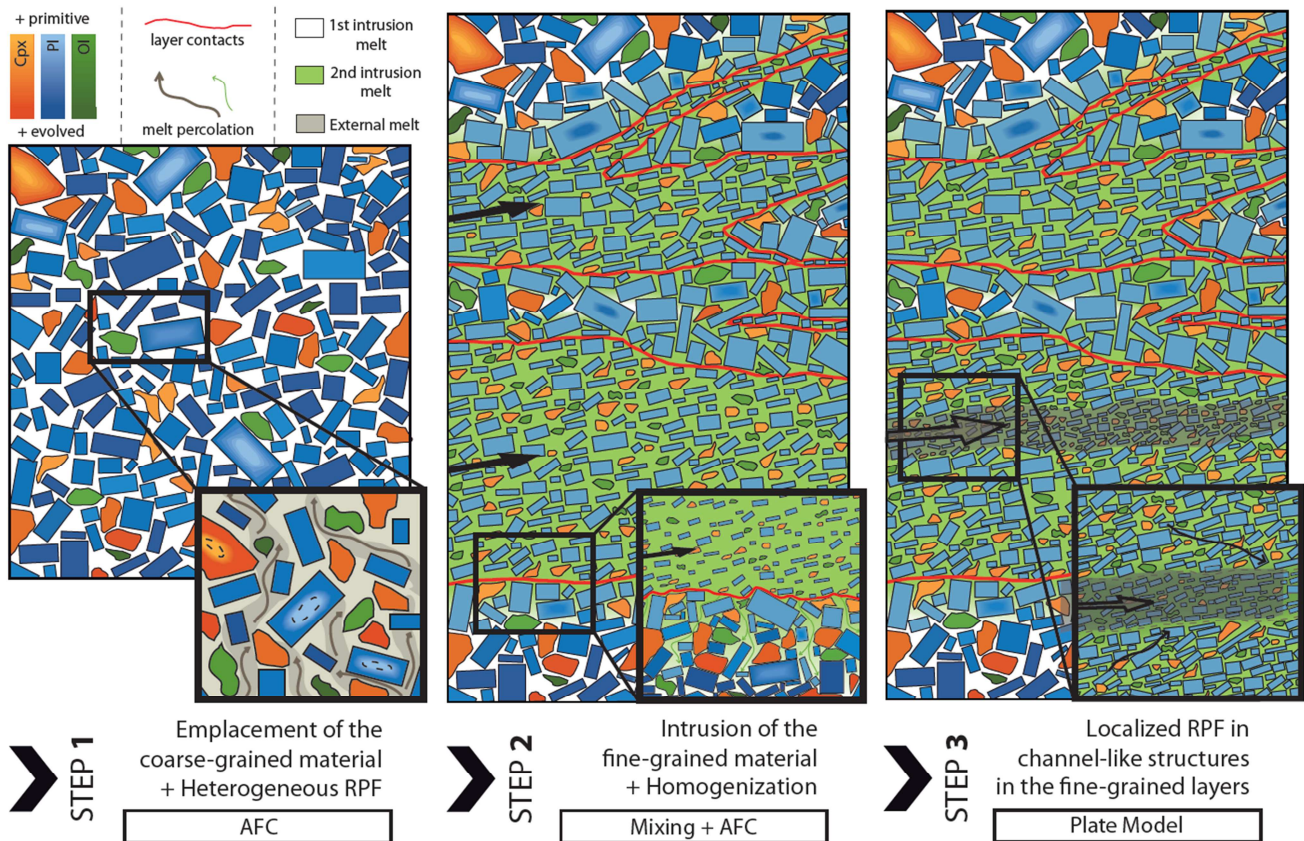 + primitive
Cpx
Pl
Ol
+ evolved
layer contacts
melt percolation
1st intrusion
melt
2nd intrusion
melt
External melt
STEP 1
Emplacement of the
coarse-grained material
+ Heterogeneous RPF
AFC
STEP 2
Intrusion of the
fine-grained material
+ Homogenization
Mixing + AFC
STEP 3
Localized RPF in
channel-like structures
in the fine-grained layers
Plate Model